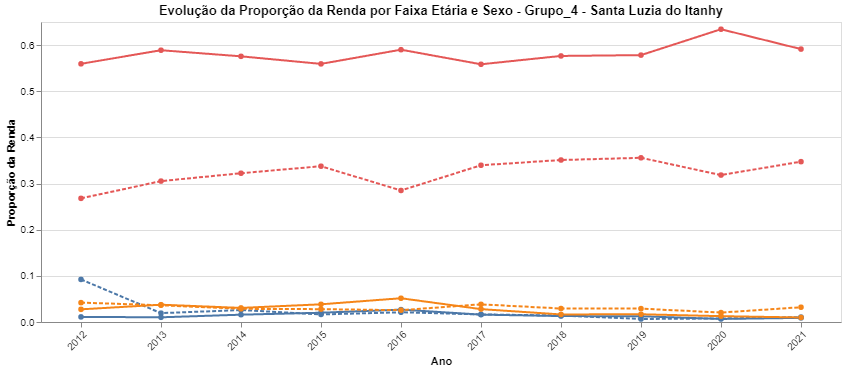 Evolução da Proporção da Renda por Faixa Etária e Sexo - Grupo_4 - Santa Luzia do Itanhy
0.6
0.5
0.4
0.3
0.2
0.1
0.0
Proporção da Renda
2012 2013 2014 2015 2016 2017 2018 2019 2020 2021
Ano